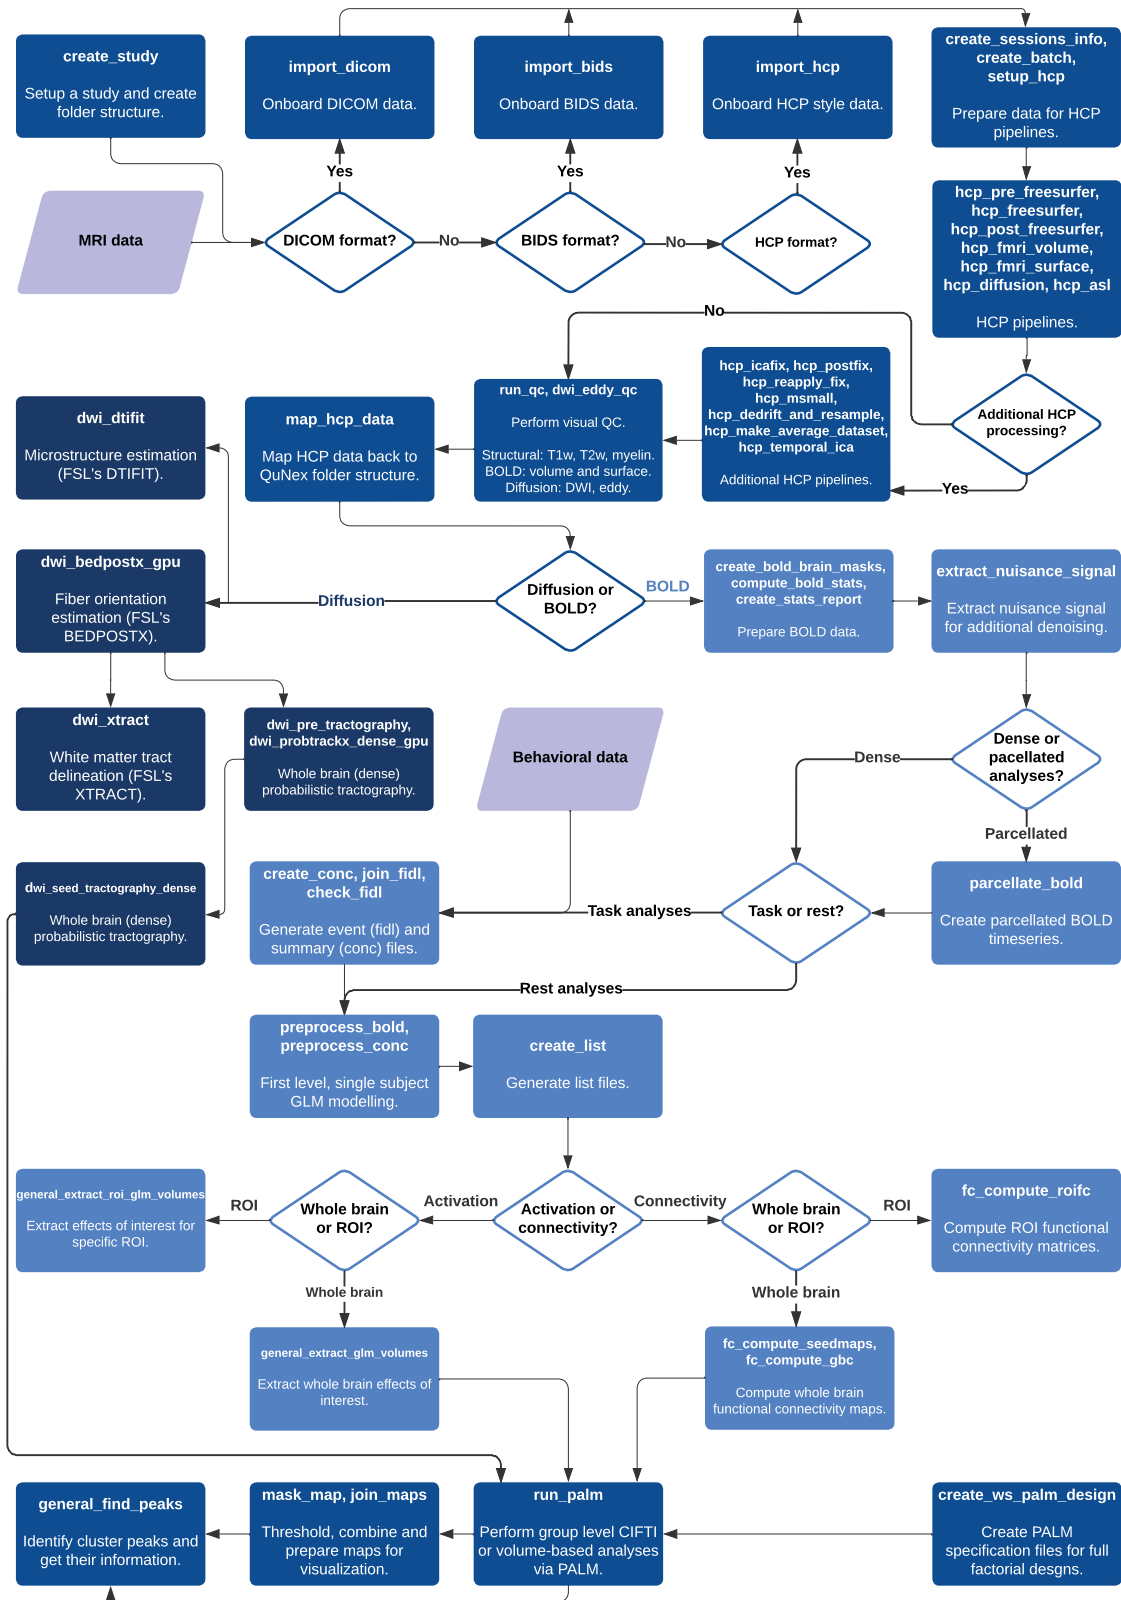 create_study
Setup a study and create
folder structure.
import_dicom
Onboard DICOM data.
import_bids
Onboard BIDS data.
import_hcp
Onboard HCP style data.
create_sessions_info,
create_batch,
setup_hcp
Prepare data for HCP
pipelines.
Yes
Yes
Yes
MRI data
DICOM format?
No
BIDS format?
No
HCP format?
hcp_pre_freesurfer,
hcp_freesurfer,
hcp_post_freesurfer,
hcp_fmri_volume,
hcp_fmri_surface,
hcp_diffusion, hcp_asl
HCP pipelines.
No
dwi_dtifit
Microstructure estimation
(FSL's DTIFIT).
map_hcp_data
Map HCP data back to
QuNex folder structure.
run_qc, dwi_eddy_qc
Perform visual QC.
Structural: T1w, T2w, myelin.
BOLD: volume and surface.
Diffusion: DWI, eddy.
hcp_icafix, hcp_postfix,
hcp_reapply_fix,
hcp_msmall,
hcp_dedrift_and_resample,
hcp_make_average_dataset,
hcp_temporal_ica
Additional HCP pipelines.
Additional HCP
processing?
Yes
dwi_bedpostx_gpu
Fiber orientation
estimation (FSL's
BEDPOSTX).
Diffusion
Diffusion or
BOLD?
BOLD
create_bold_brain_masks,
compute_bold_stats,
create_stats_report
Prepare BOLD data.
extract_nuisance_signal
Extract nuisance signal
for additional denoising.
dwi_xtract
White matter tract
delineation (FSL's
XTRACT).
dwi_pre_tractography,
dwi_probtrackx_dense_gpu
Whole brain (dense)
probabilistic tractography.
Behavioral data
Dense
Dense or
pacellated
analyses?
Parcellated
dwi_seed_tractography_dense
Whole brain (dense)
probabilistic tractography.
create_conc, join_fidl,
check_fidl
Generate event (fidl) and
summary (conc) files.
Task analyses
Task or rest?
parcellate_bold
Create parcellated BOLD
timeseries.
Rest analyses
preprocess_bold,
preprocess_conc
First level, single subject
GLM modelling.
create_list
Generate list files.
general_extract_roi_glm_volumes
Extract effects of interest for
specific ROI.
ROI
Whole brain
or ROI?
Activation
Activation or
connectivity?
Connectivity
Whole brain
or ROI?
ROI
fc_compute_roifc
Compute ROI functional
connectivity matrices.
Whole brain
Whole brain
general_extract_glm_volumes
Extract whole brain effects of
interest.
fc_compute_seedmaps,
fc_compute_gbc
Compute whole brain
functional connectivity maps.
general_find_peaks
Identify cluster peaks and
get their information.
mask_map, join_maps
Threshold, combine and
prepare maps for
visualization.
run_palm
Perform group level CIFTI
or volume-based analyses
via PALM.
create_ws_palm_design
Create PALM
specification files for full
factorial desgns.